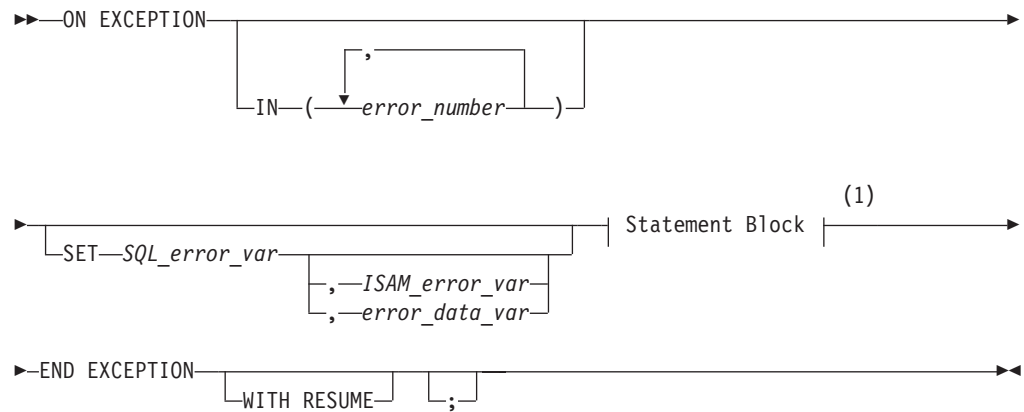 ON EXCEPTION
,
IN ( error_number )
(1)
Statement Block
SET SQL_error_var
, ISAM_error_var
, error_data_var
END EXCEPTION
WITH RESUME ;